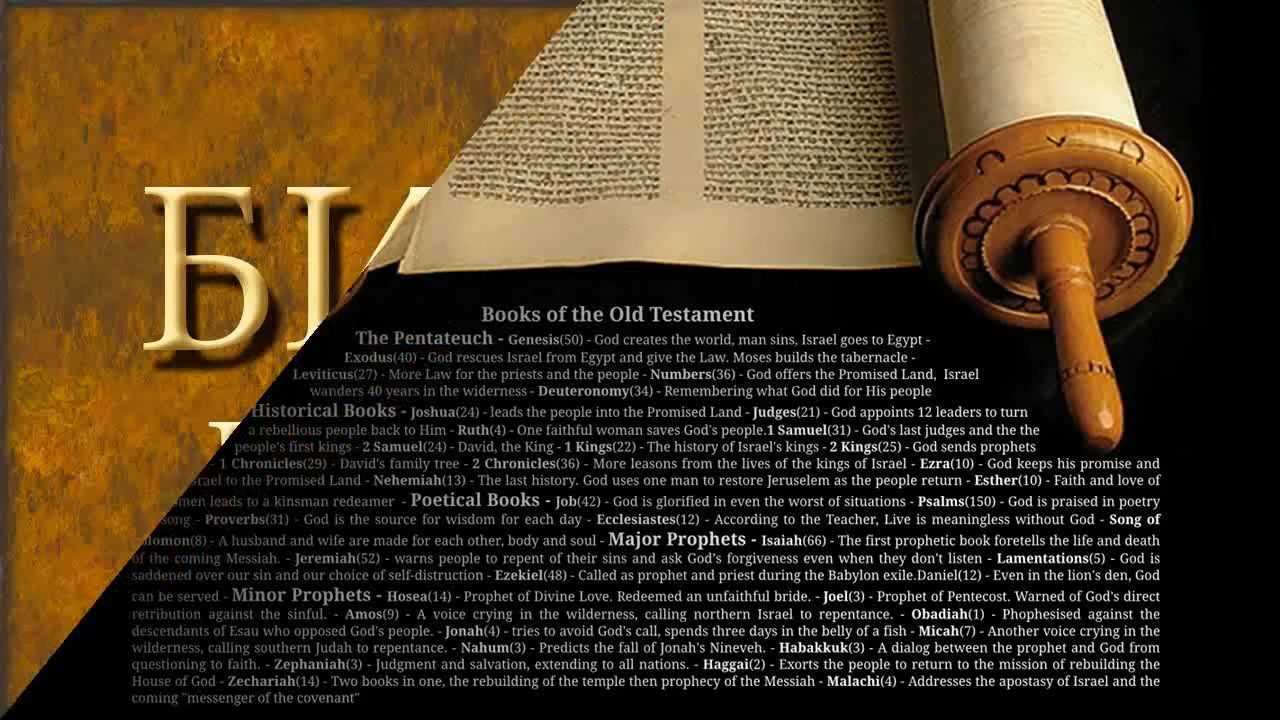 БИ
Books of the Old Testament
The Pentateuch - Genesis(50) - God creates the world, man sins, Israel goes to Egypt -
Exodus(40) - God rescues Israel from Egypt and give the Law. Moses builds the tabernacle -
Leviticus(27) - More Law for the priests and the people - Numbers(36) - God offers the Promised Land, Israel
wanders 40 years in the widerness - Deuteronomy(34) - Remembering what God did for His people
Historical Books - Joshua(24) - leads the people into the Promised Land - Judges(21) - God appoints 12 leaders to turn
a rebellious people back to Him - Ruth(4) - One faithful woman saves God's people.1 Samuel(31) - God's last judges and the the
people's first kings - 2 Samuel(24) - David, the King - 1 Kings(22) - The history of Israel's kings - 2 Kings(25) - God sends prophets
- 1 Chronicles(29) - David's family tree - 2 Chronicles(36) - More leasons from the lives of the kings of Israel - Ezra(10) - God keeps his promise and
to the Promised Land - Nehemiah(13) - The last history. God uses one man to restore Jeruselem as the people return - Esther(10) - Faith and love of
leads to a kinsman redeamer - Poetical Books - Job(42) - God is glorified in even the worst of situations - Psalms(150) - God is praised in poetry
song - Proverbs(31) - God is the source for wisdom for each day - Ecclesiastes(12) - According to the Teacher, Live is meaningless without God - Song of
Solomon(8) - A husband and wife are made for each other, body and soul - Major Prophets - Isaiah(66) - The first prophetic book foretells the life and death
of the coming Messiah. - Jeremiah(52) - warns people to repent of their sins and ask God's forgiveness even when they don't listen - Lamentations(5) - God is
saddened over our sin and our choice of self-distruction - Ezekiel(48) - Called as prophet and priest during the Babylon exile.Daniel(12) - Even in the lion's den, God
can be served - Minor Prophets - Hosea(14) - Prophet of Divine Love. Redeemed an unfaithful bride. - Joel(3) - Prophet of Pentecost. Warned of God's direct
retribution against the sinful. - Amos(9) - A voice crying in the wilderness, calling northern Israel to repentance. - Obadiah(1) - Phophesised against the
descendants of Esau who opposed God's people. - Jonah(4) - tries to avoid God's call, spends three days in the belly of a fish - Micah(7) - Another voice crying in the
wilderness, calling southern Judah to repentance. - Nahum(3) - Predicts the fall of Jonah's Nineveh. - Habakkuk(3) - A dialog between the prophet and God from
questioning to faith. - Zephaniah(3) - Judgment and salvation, extending to all nations. - Haggai(2) - Exorts the people to return to the mission of rebuilding the
House of God - Zechariah(14) - Two books in one, the rebuilding of the temple then prophecy of the Messiah - Malachi(4) - Addresses the apostasy of Israel and the
coming "messenger of the covenant"